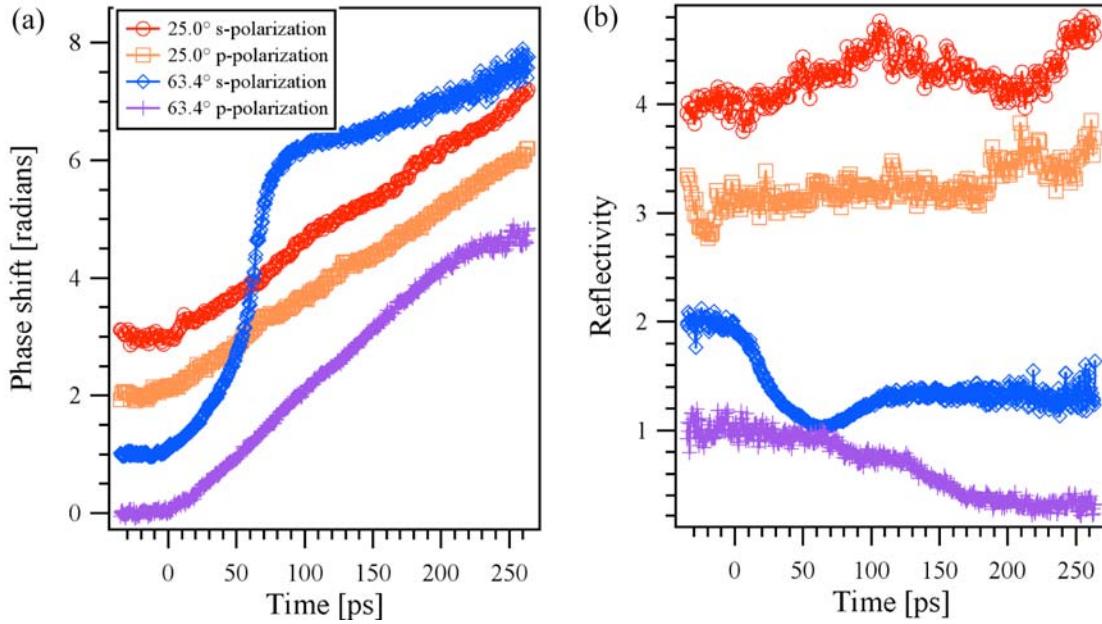 (a)
25.0° s-polarization
25.0° p-polarization
63.4° s-polarization
63.4° p-polarization
Phase shift [radians]
8
6
4
2
0
0 50 100 150 200 250
Time [ps]
(b)
Reflectivity
4
3
2
1
0 50 100 150 200 250
Time [ps]